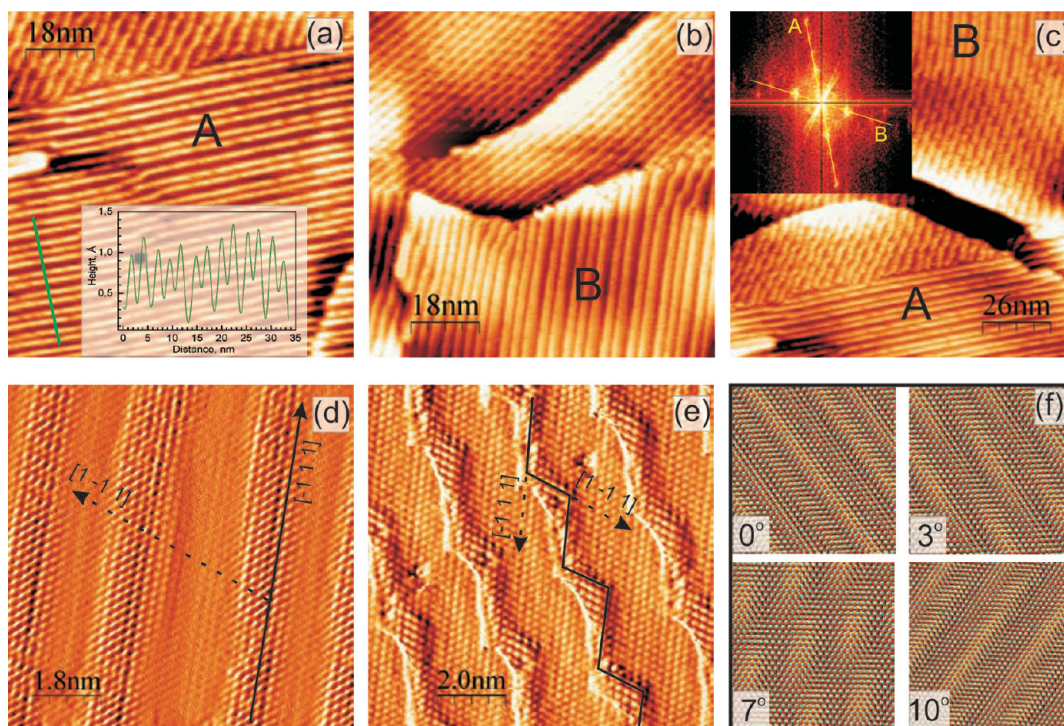 18nm
(a)
A
1,5
1,0
0,5
Height, Å
0 5 10 15 20 25 30 35
Distance, nm
(b)
B
18nm
A
B
(c)
B
A
26nm
(d)
[1 -1 1]
[-1 1 1]
1.8nm
(e)
[-1 1 1]
[1 -1 1]
2.0nm
(f)
0°
3°
7°
10°